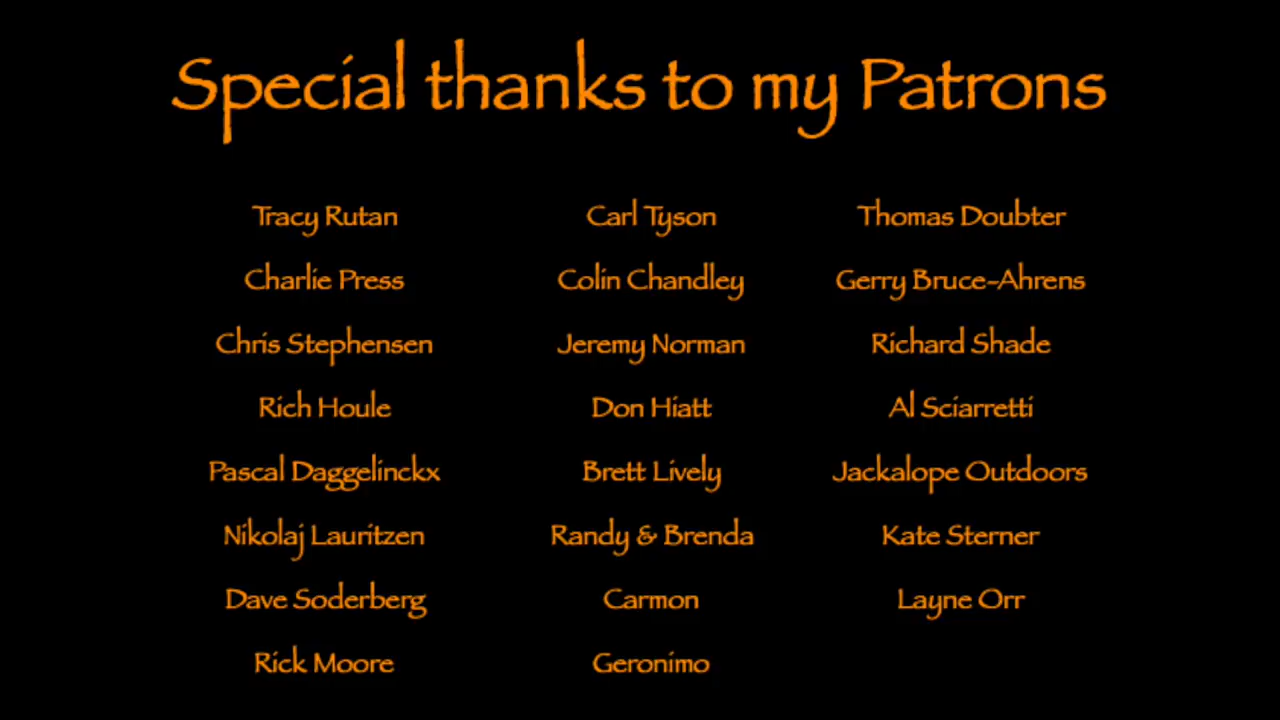 Special thanks to my Patrons
Tracy Rutan
Charlie Press
Chris Stephensen
Rich Houle
Pascal Daggelinckx
Nikolaj Lauritzen
Dave Soderberg
Rick Moore
Carl Tyson
Colin Chandley
Jeremy Norman
Don Hiatt
Brett Lively
Randy & Brenda
Carmon
Geronimo
Thomas Doubter
Gerry Bruce-Ahrens
Richard Shade
Al Sciarretti
Jackalope Outdoors
Kate Sterner
Layne Orr